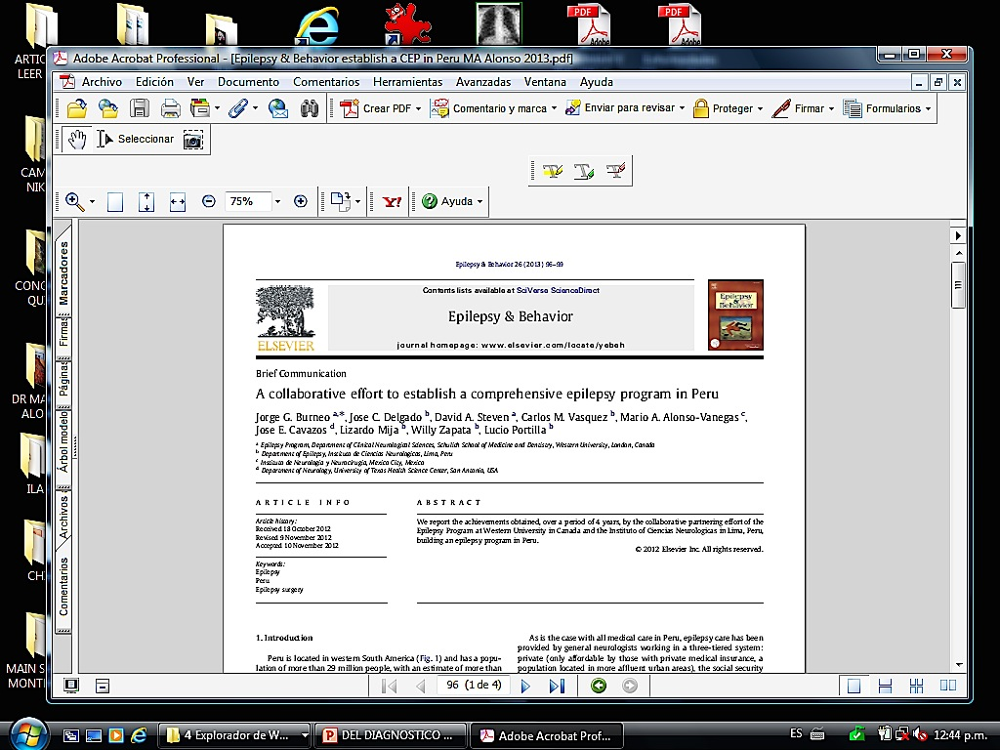 ARTIC
LEER
CAM
NIK
CONO
QUI
DR MA
ALO
ILA
CH
MAIN S
MONTI
PDF
Adobe
PDF
Adobe
Adobe Acrobat Professional - [Epilepsy & Behavior establish a CEP in Peru MA Alonso 2013.pdf]
Archivo Edición Ver Documento Comentarios Herramientas Avanzadas Ventana Ayuda
Crear PDF Comentario y marca Enviar para revisar Proteger Firmar Formularios
Seleccionar
75% Y! Ayuda
Marcadores
Firmas
Páginas
Árbol modelo
Archivos
Comentarios
Epilepsy & Behavior 26 (2013) 96–99
Contents lists available at SciVerse ScienceDirect
Epilepsy & Behavior
journal homepage: www.elsevier.com/locate/yebeh
ELSEVIER
Epilepsy
Behavior
Brief Communication
A collaborative effort to establish a comprehensive epilepsy program in Peru
Jorge G. Burneo a,*, Jose C. Delgado b, David A. Steven a, Carlos M. Vasquez b, Mario A. Alonso-Vanegas c,
Jose E. Cavazos d, Lizardo Mija b, Willy Zapata b, Lucio Portilla b
a Epilepsy Program, Department of Clinical Neurological Sciences, Schulich School of Medicine and Dentistry, Western University, London, Canada
b Department of Epilepsy, Instituto de Ciencias Neurologicas, Lima, Peru
c Instituto de Neurologia y Neurocirugia, Mexico City, Mexico
d Department of Neurology, University of Texas Health Science Center, San Antonio, USA
ARTICLE INFO
Article history:
Received 18 October 2012
Revised 9 November 2012
Accepted 10 November 2012
Keywords:
Epilepsy
Peru
Epilepsy surgery
ABSTRACT
We report the achievements obtained, over a period of 4 years, by the collaborative partnering effort of the
Epilepsy Program at Western University in Canada and the Instituto of Ciencias Neurologicas in Lima, Peru,
building an epilepsy program in Peru.
© 2012 Elsevier Inc. All rights reserved.
1. Introduction
Peru is located in western South America (Fig. 1) and has a popu-
lation of more than 29 million people, with an estimate of more than
As is the case with all medical care in Peru, epilepsy care has been
provided by general neurologists working in a three-tiered system:
private (only affordable by those with private medical insurance, a
population located in more affluent urban areas), the social security
96 (1 de 4)
4 Explorador de W... DEL DIAGNOSTICO ... Adobe Acrobat Prof... ES 12:44 p.m.